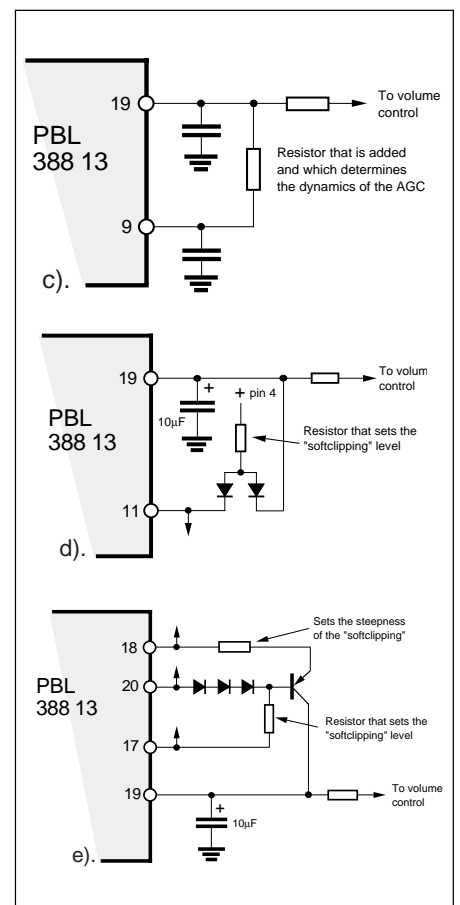 19
To volume
control
PBL
388 13
Resistor that is added
and which determines
the dynamics of the AGC
9
c).
19
+
To volum
control
PBL
388 13
10µF
+ pin 4
Resistor that sets the
"softclipping" level
11
d).
Sets the steepness
of the "softclipping"
18
PBL
388 13
20
Resistor that sets the
"softclipping" level
17
19
To volume
control
+
10µF
e).